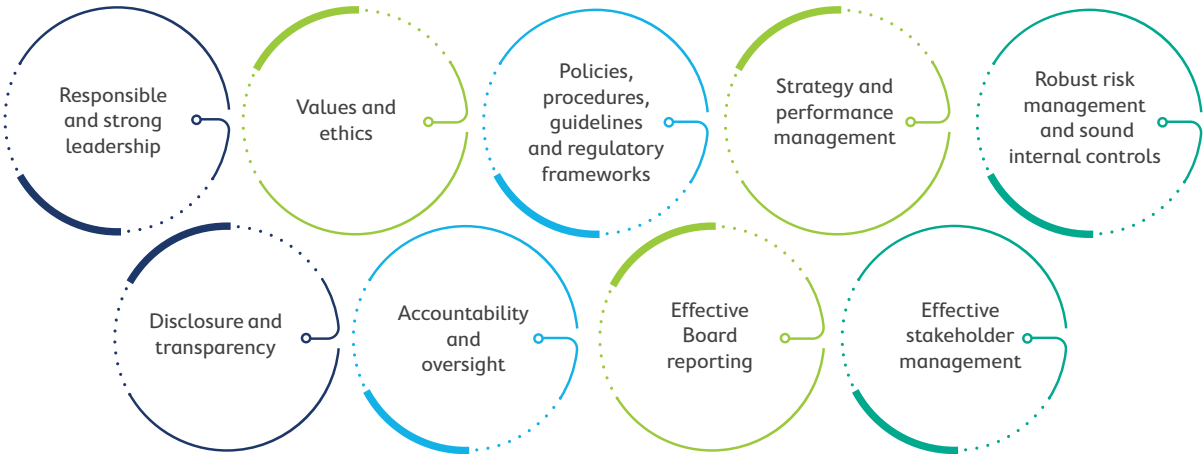 Responsible
and strong
leadership
Values and
ethics
Policies,
procedures,
guidelines
and regulatory
frameworks
Strategy and
performance
management
Robust risk
management
and sound
internal controls
Disclosure and
transparency
Accountability
and
oversight
Effective
Board
reporting
Effective
stakeholder
management